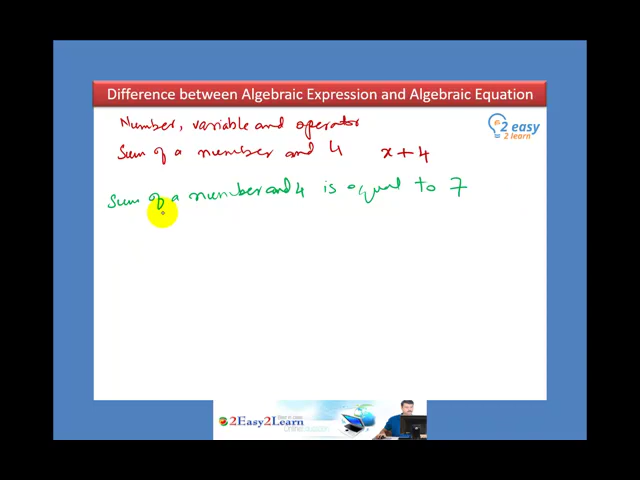 Difference between Algebraic Expression and Algebraic Equation
Number, variable and operator
2 easy
2 learn
Sum of a number and 4 x + 4
Sum of a number and 4 is equal to 7
2Easy2Learn